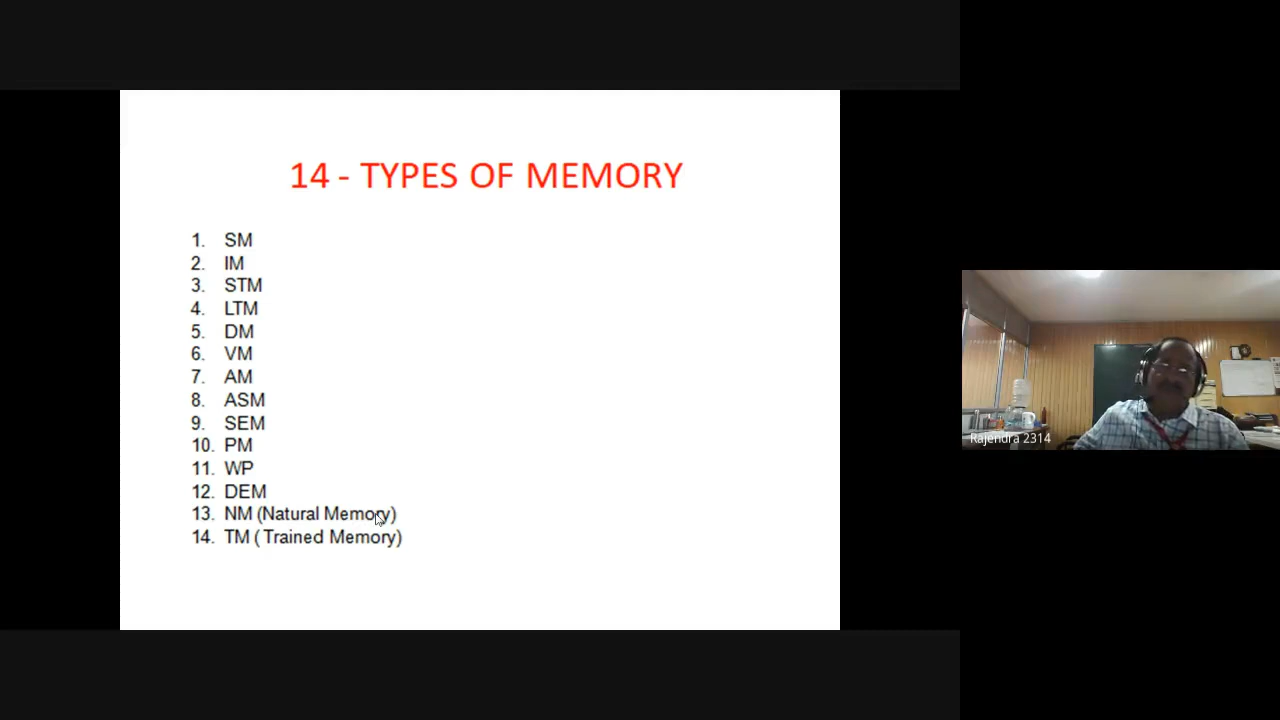 14 - TYPES OF MEMORY
1. SM
2. IM
3. STM
4. LTM
5. DM
6. VM
7. AM
8. ASM
9. SEM
10. PM
11. WP
12. DEM
13. NM (Natural Memory)
14. TM ( Trained Memory)
Rajendra 2314